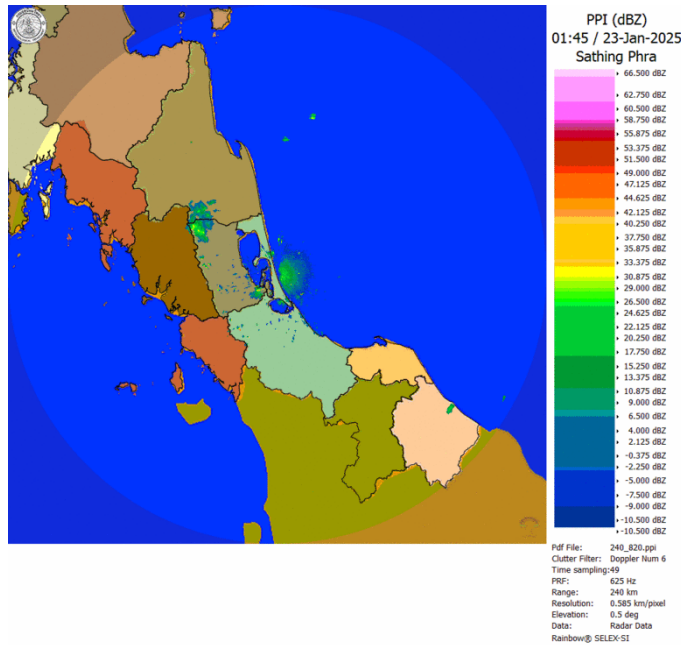 PPI (dBZ)
01:45 / 23-Jan-2025
Sathing Phra
66.500 dBZ
62.750 dBZ
60.500 dBZ
58.750 dBZ
55.875 dBZ
53.375 dBZ
51.500 dBZ
49.000 dBZ
47.125 dBZ
44.625 dBZ
42.125 dBZ
40.250 dBZ
37.750 dBZ
35.875 dBZ
33.375 dBZ
30.875 dBZ
29.000 dBZ
26.500 dBZ
24.625 dBZ
22.125 dBZ
20.250 dBZ
17.750 dBZ
15.250 dBZ
13.375 dBZ
10.875 dBZ
9.000 dBZ
6.500 dBZ
4.000 dBZ
2.125 dBZ
-0.375 dBZ
-2.250 dBZ
-5.000 dBZ
-7.500 dBZ
-9.000 dBZ
-10.500 dBZ
-10.500 dBZ
Pdf File: 240_820.ppi
Clutter Filter: Doppler Num 6
Time sampling:49
PRF: 625 Hz
Range: 240 km
Resolution: 0.585 km/pixel
Elevation: 0.5 deg
Data: Radar Data
Rainbow® SELEX-SI